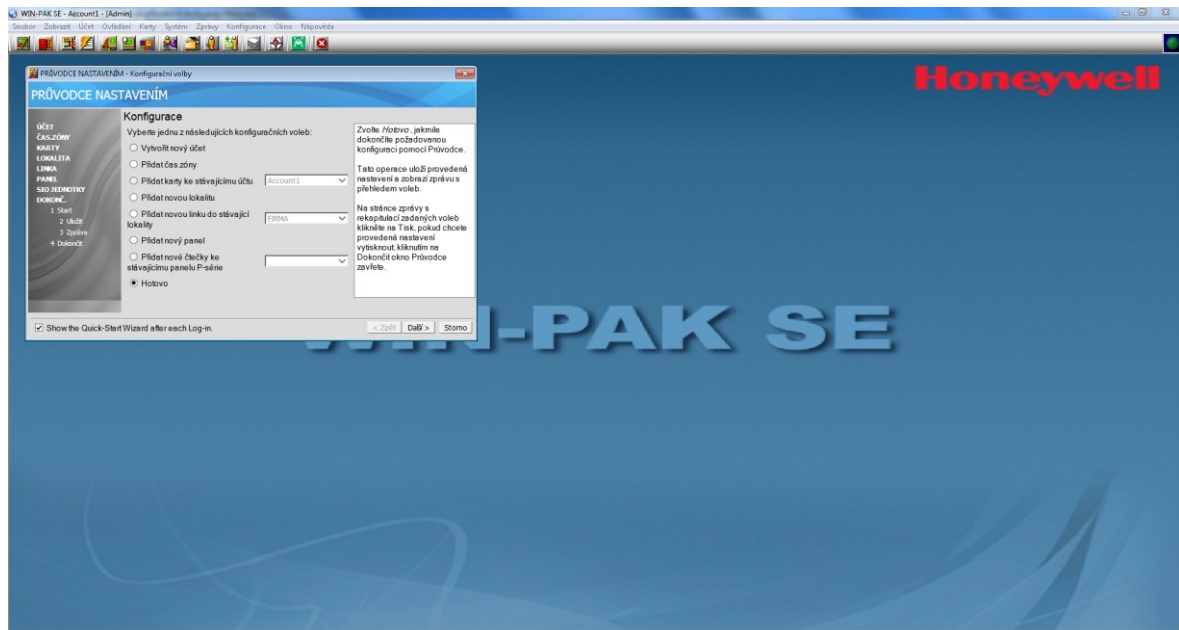 WIN-PAK SE - Account1 - [Admin]
Soubor Zobrazit Účet Ovládání Karty Systém Zprávy Konfigurace Okno Nápověda
Honeywell
PRŮVODCE NASTAVENÍM - Konfigurační volby
PRŮVODCE NASTAVENÍM
ÚČET
ČAS.ZÓNY
KARTY
LOKALITA
LINKA
PANEL
SIO JEDNOTKY
DOKONČ.
1 Start
2 Uložit
3 Zpráva
4 Dokončit
Konfigurace
Vyberte jednu z následujících konfiguračních voleb:
Vytvořit nový účet
Přidat čas.zóny
Přidat karty ke stávajícímu účtu Account1
Přidat novou lokalitu
Přidat novou linku do stávající
lokality FIRMA
Přidat nový panel
Přidat nové čtečky ke
stávajícímu panelu P-série
Hotovo
Zvolte Hotovo , jakmile
dokončíte požadovanou
konfiguraci pomocí Průvodce.
Tato operace uloží provedená
nastavení a zobrazí zprávu s
přehledem voleb.
Na stránce zprávy s
rekapitulací zadaných voleb
klikněte na Tisk, pokud chcete
provedená nastavení
vytisknout; kliknutím na
Dokončit okno Průvodce
zavřete.
Show the Quick-Start Wizard after each Log-in.
< Zpět Další > Storno
WIN-PAK SE